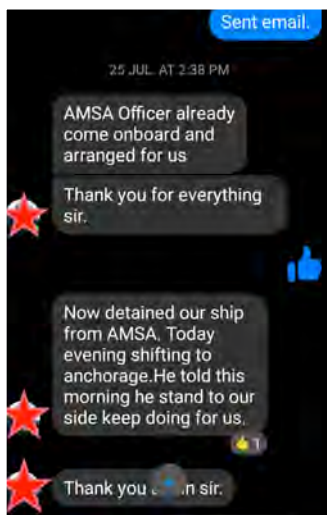 Sent email.
25 JUL. AT 2:38 PM
AMSA Officer already
come onboard and
arranged for us
Thank you for everything
sir.
Now detained our ship
from AMSA. Today
evening shifting to
anchorage.He told this
morning he stand to our
side keep doing for us.
1
Thank you sir.